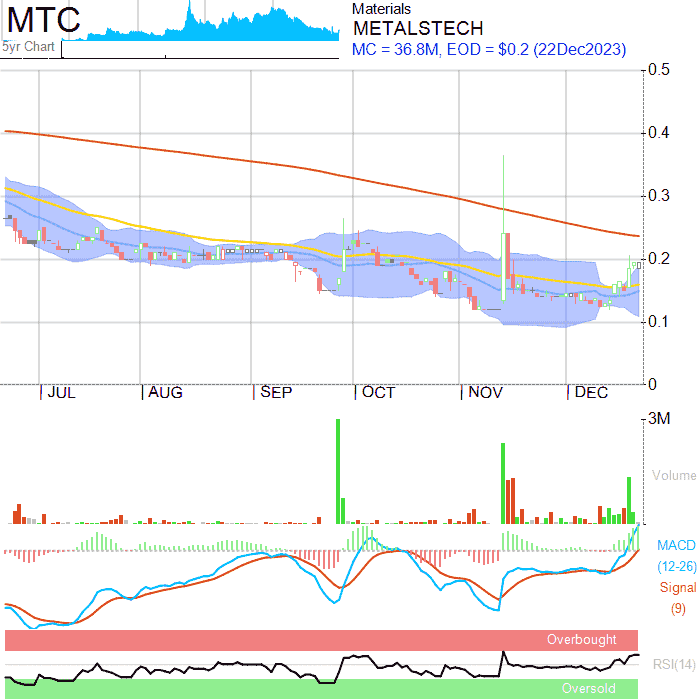 MTC
5yr Chart
Materials
METALSTECH
MC = 36.8M, EOD = $0.2 (22Dec2023)
0.5
0.4
0.3
0.2
0.1
0
JUL AUG SEP OCT NOV DEC
3M
Volume
MACD
(12-26)
Signal
(9)
Overbought
RSI(14)
Oversold